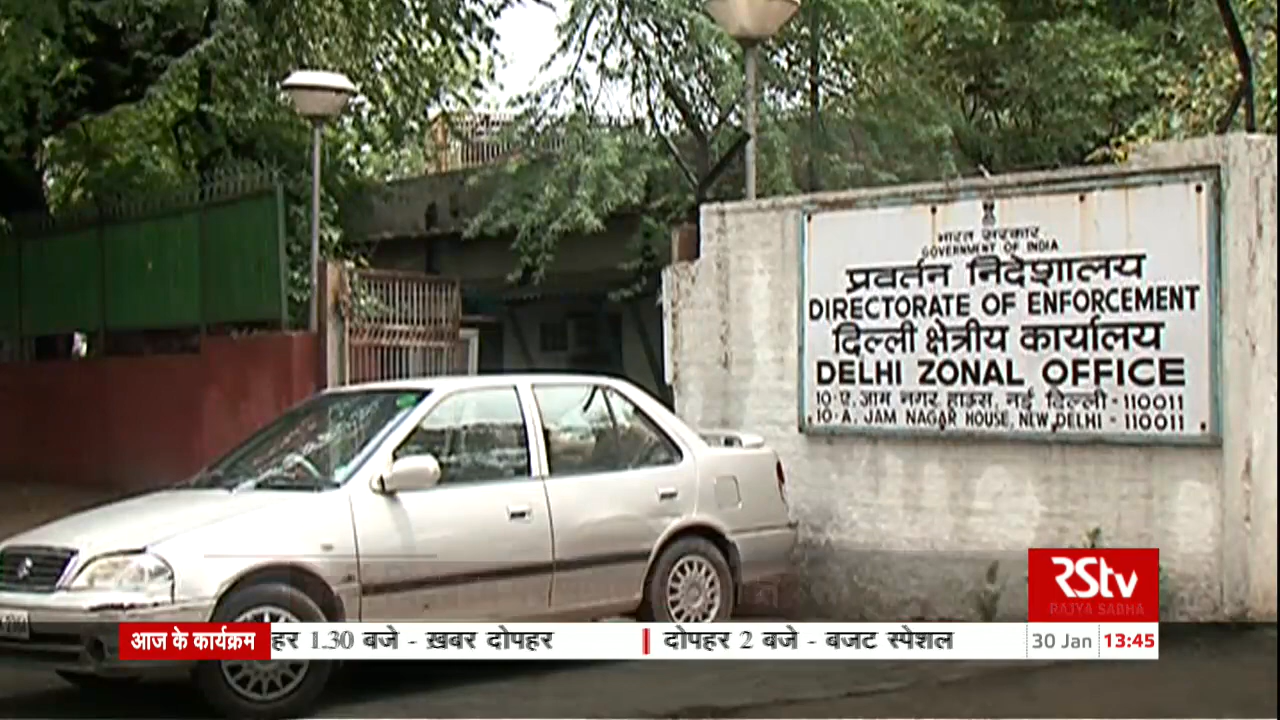 भारत सरकार
GOVERNMENT OF INDIA
प्रवर्तन निदेशालय
DIRECTORATE OF ENFORCEMENT
दिल्ली क्षेत्रीय कार्यालय
DELHI ZONAL OFFICE
10-ए, जाम नगर हाऊस, नई दिल्ली - 110011
10-A, JAM NAGAR HOUSE, NEW DELHI - 110011
RStv
RAJYA SABHA
आज के कार्यक्रम हर 1.30 बजे - ख़बर दोपहर | दोपहर 2 बजे - बजट स्पेशल 30 Jan 13:45